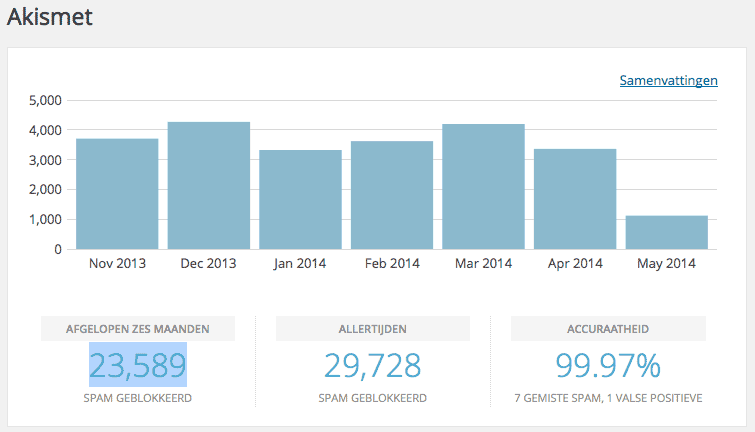 Akismet
Samenvattingen
5,000
4,000
3,000
2,000
1,000
0
Nov 2013 Dec 2013 Jan 2014 Feb 2014 Mar 2014 Apr 2014 May 2014
AFGELOPEN ZES MAANDEN ALLERTIJDEN ACCURAATHEID
23,589 29,728 99.97%
SPAM GEBLOKKEERD SPAM GEBLOKKEERD 7 GEMISTE SPAM, 1 VALSE POSITIEVE